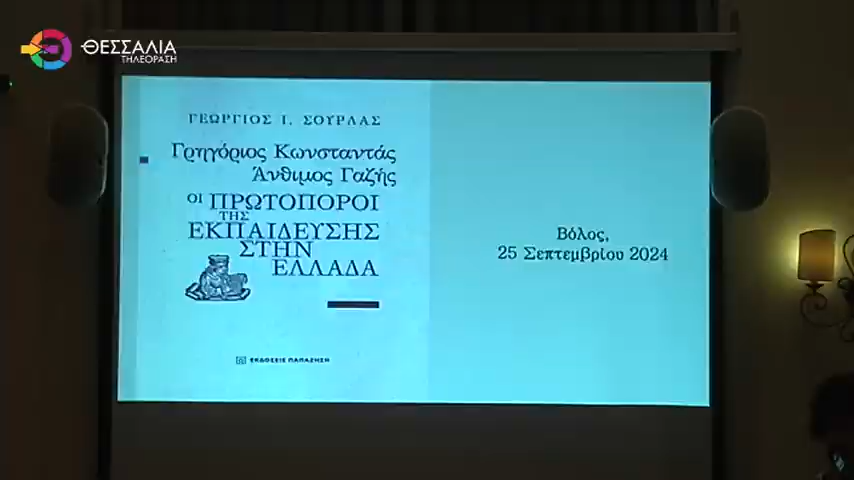 ΘΕΣΣΑΛΙΑ
ΤΗΛΕΟΡΑΣΗ
ΓΕΩΡΓΙΟΣ Ι. ΣΟΥΡΛΑΣ
Γρηγόριος Κωνσταντάς
Άνθιμος Γαζής
ΟΙ ΠΡΩΤΟΠΟΡΟΙ
ΤΗΣ
ΕΚΠΑΙΔΕΥΣΗΣ
ΣΤΗΝ
ΕΛΛΑΔΑ
ΕΚΔΟΣΕΙΣ ΠΑΠΑΖΗΣΗ
Βόλος,
25 Σεπτεμβρίου 2024